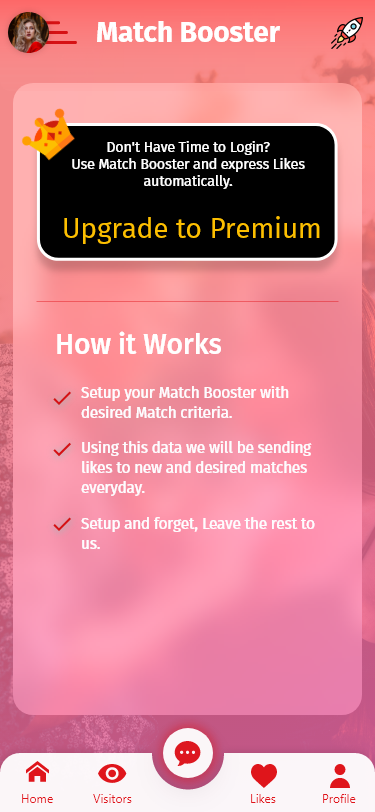 Match Booster
Don't Have Time to Login?
Use Match Booster and express Likes
automatically.
Upgrade to Premium
How it Works
Setup your Match Booster with
desired Match criteria.
Using this data we will be sending
likes to new and desired matches
everyday.
Setup and forget, Leave the rest to
us.
Home
Visitors
Likes
Profile